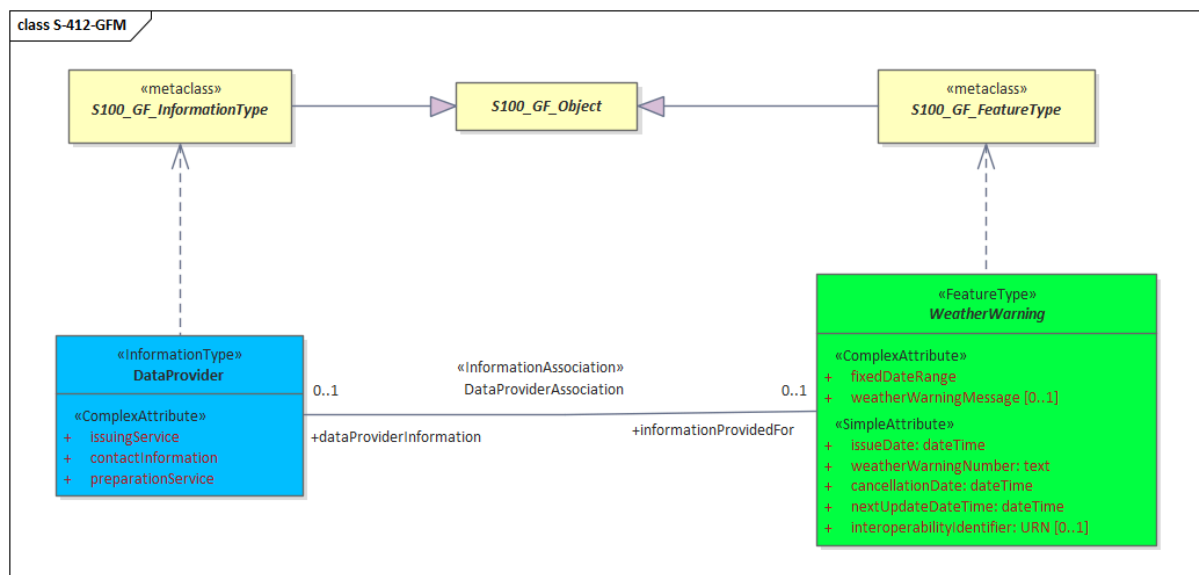 class S-412-GFM
«metaclass»
S100_GF_InformationType
S100_GF_Object
«metaclass»
S100_GF_FeatureType
«InformationType»
DataProvider
«ComplexAttribute»
+ issuingService
+ contactInformation
+ preparationService
«InformationAssociation»
0..1 DataProviderAssociation 0..1
+dataProviderInformation
+informationProvidedFor
«FeatureType»
WeatherWarning
«ComplexAttribute»
+ fixedDateRange
+ weatherWarningMessage [0..1]
«SimpleAttribute»
+ issueDate: dateTime
+ weatherWarningNumber: text
+ cancellationDate: dateTime
+ nextUpdateDateTime: dateTime
+ interoperabilityIdentifier: URN [0..1]